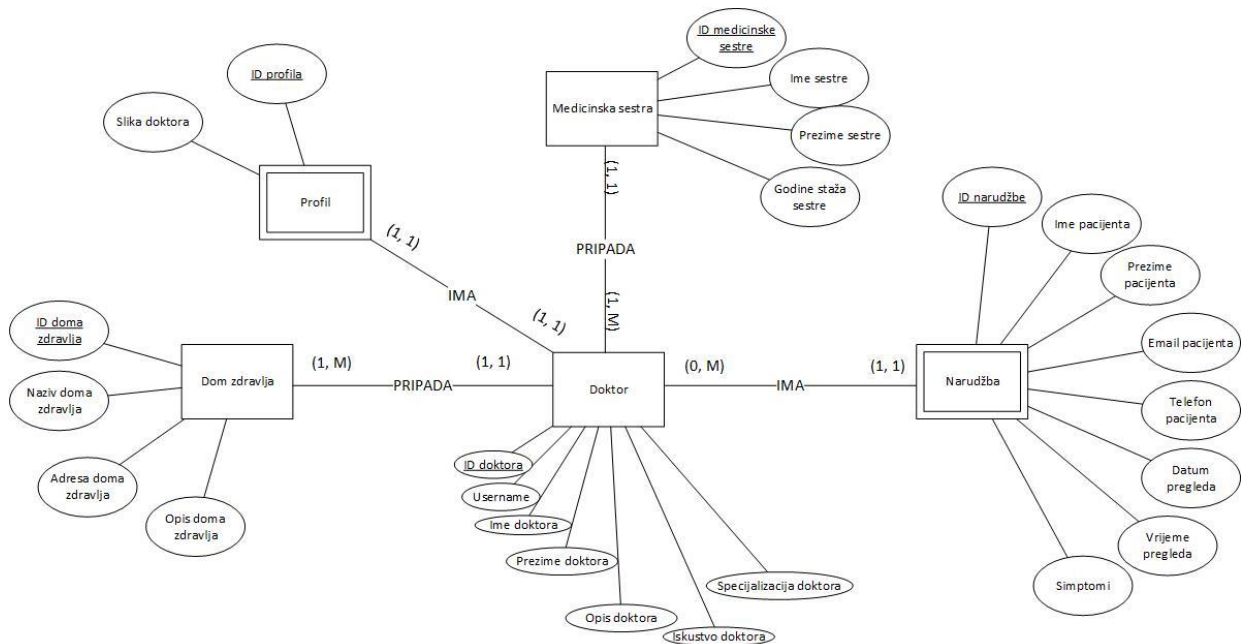 ID medicinske
sestre
ID profila
Ime sestre
Slika doktora
Medicinska sestra
Prezime sestre
(1, 1)
Godine staža
sestre
Profil
ID narudžbe
Ime pacijenta
(1, 1)
PRIPADA
Prezime
pacijenta
IMA
(1, 1)
(1, M)
ID doma
zdravlja
Email pacijenta
(1, M)
(1, 1)
(0, M)
(1, 1)
Dom zdravlja
PRIPADA
Doktor
IMA
Narudžba
Naziv doma
zdravlja
Telefon
pacijenta
ID doktora
Adresa doma
zdravlja
Datum
pregleda
Username
Ime doktora
Opis doma
zdravlja
Vrijeme
pregleda
Prezime doktora
Specijalizacija doktora
Simptomi
Opis doktora
Iskustvo doktora